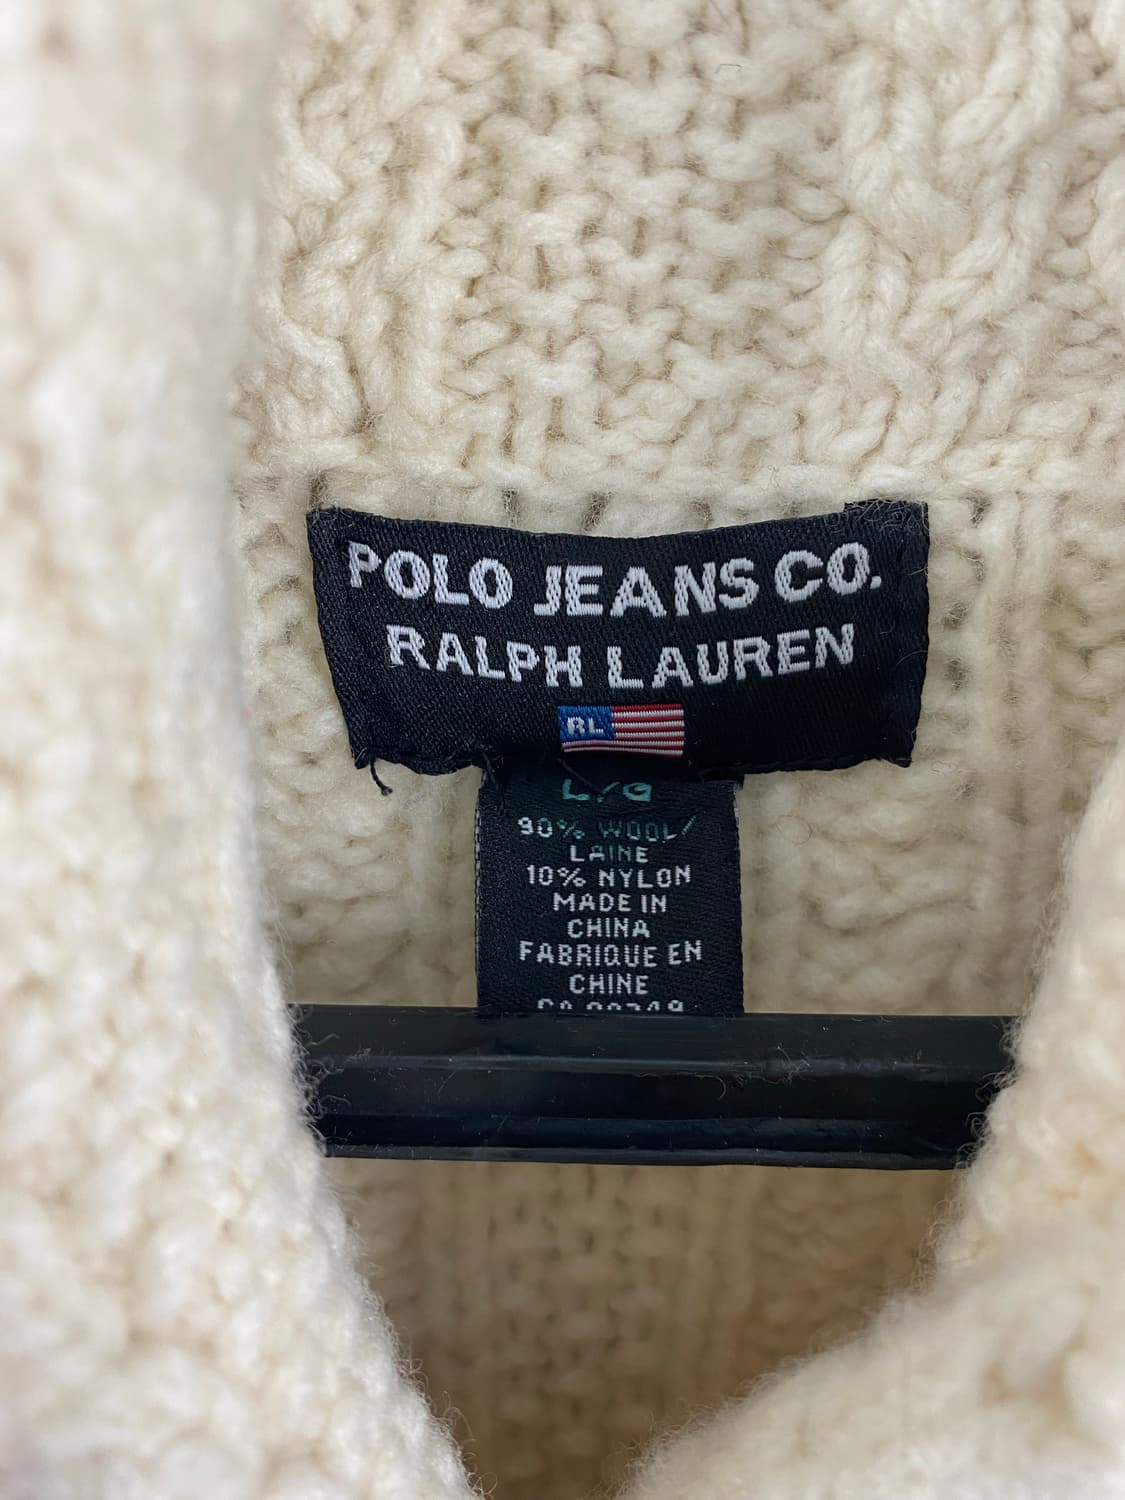 POLO JEANS CO.
RALPH LAUREN
RL
L/G
90% WOOL/
LAINE
10% NYLON
MADE IN
CHINA
FABRIQUE EN
CHINE